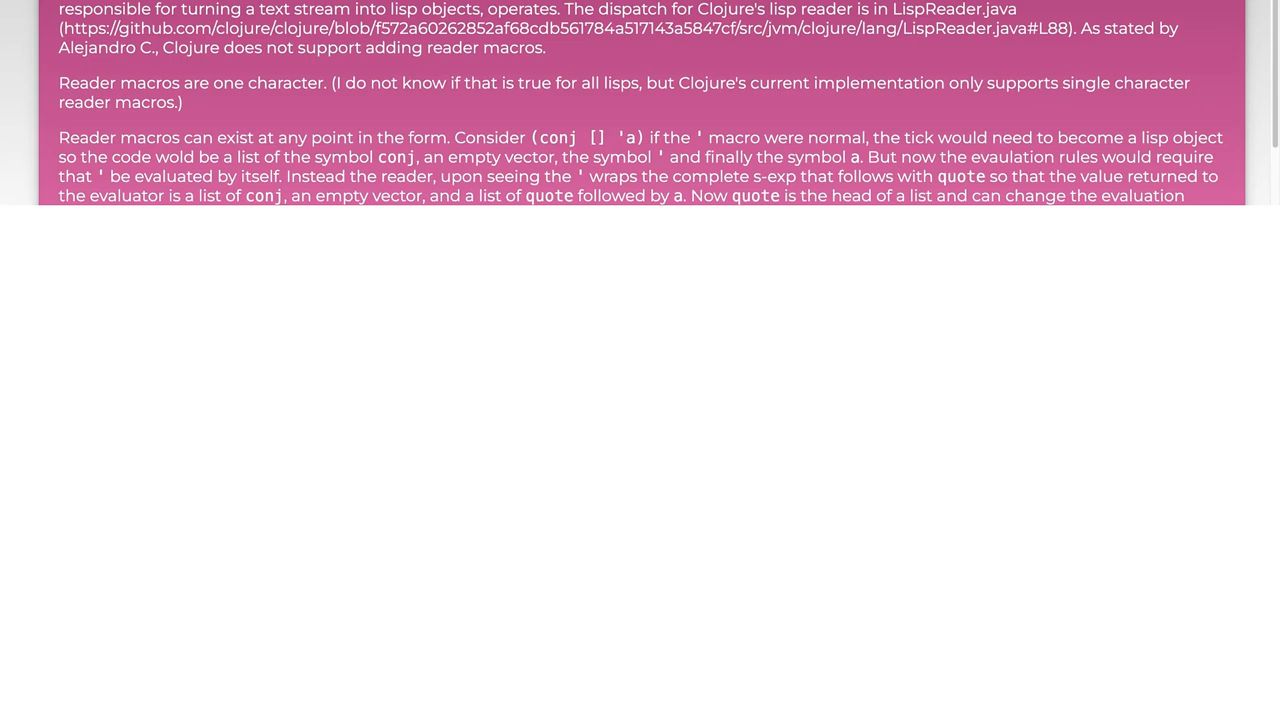 responsible for turning a text stream into lisp objects, operates. The dispatch for Clojure's lisp reader is in LispReader.java
(https://github.com/clojure/clojure/blob/f572a60262852af68cdb561784a517143a5847cf/src/jvm/clojure/lang/LispReader.java#L88). As stated by
Alejandro C., Clojure does not support adding reader macros.
Reader macros are one character. (I do not know if that is true for all lisps, but Clojure's current implementation only supports single character
reader macros.)
Reader macros can exist at any point in the form. Consider (conj [] 'a) if the ' macro were normal, the tick would need to become a lisp object
so the code wold be a list of the symbol conj, an empty vector, the symbol ' and finally the symbol a. But now the evaulation rules would require
that ' be evaluated by itself. Instead the reader, upon seeing the ' wraps the complete s-exp that follows with quote so that the value returned to
the evaluator is a list of conj, an empty vector, and a list of quote followed by a. Now quote is the head of a list and can change the evaluation